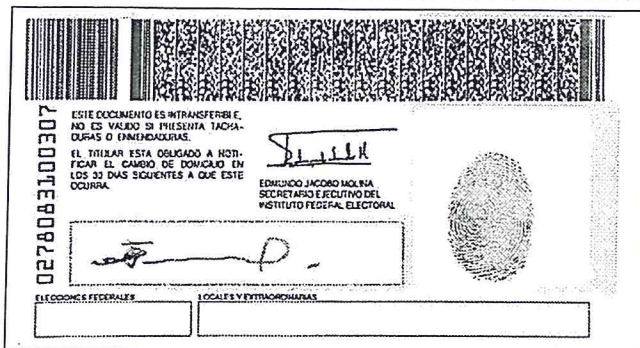 0278083100307
ESTE DOCUMENTO ES INTRANSFERIBLE,
NO ES VALIDO SI PRESENTA TACHA-
DURAS O ENMENDADURAS.
EL TITULAR ESTA OBLIGADO A NOTI-
FICAR EL CAMBIO DE DOMICILIO EN
LOS 30 DIAS SIGUIENTES A QUE ESTE
OCURRA.
EDMUNDO JACOBO MOLINA
SECRETARIO EJECUTIVO DEL
INSTITUTO FEDERAL ELECTORAL
ELECCIONES FEDERALES
LOCALES Y EXTRAORDINARIAS